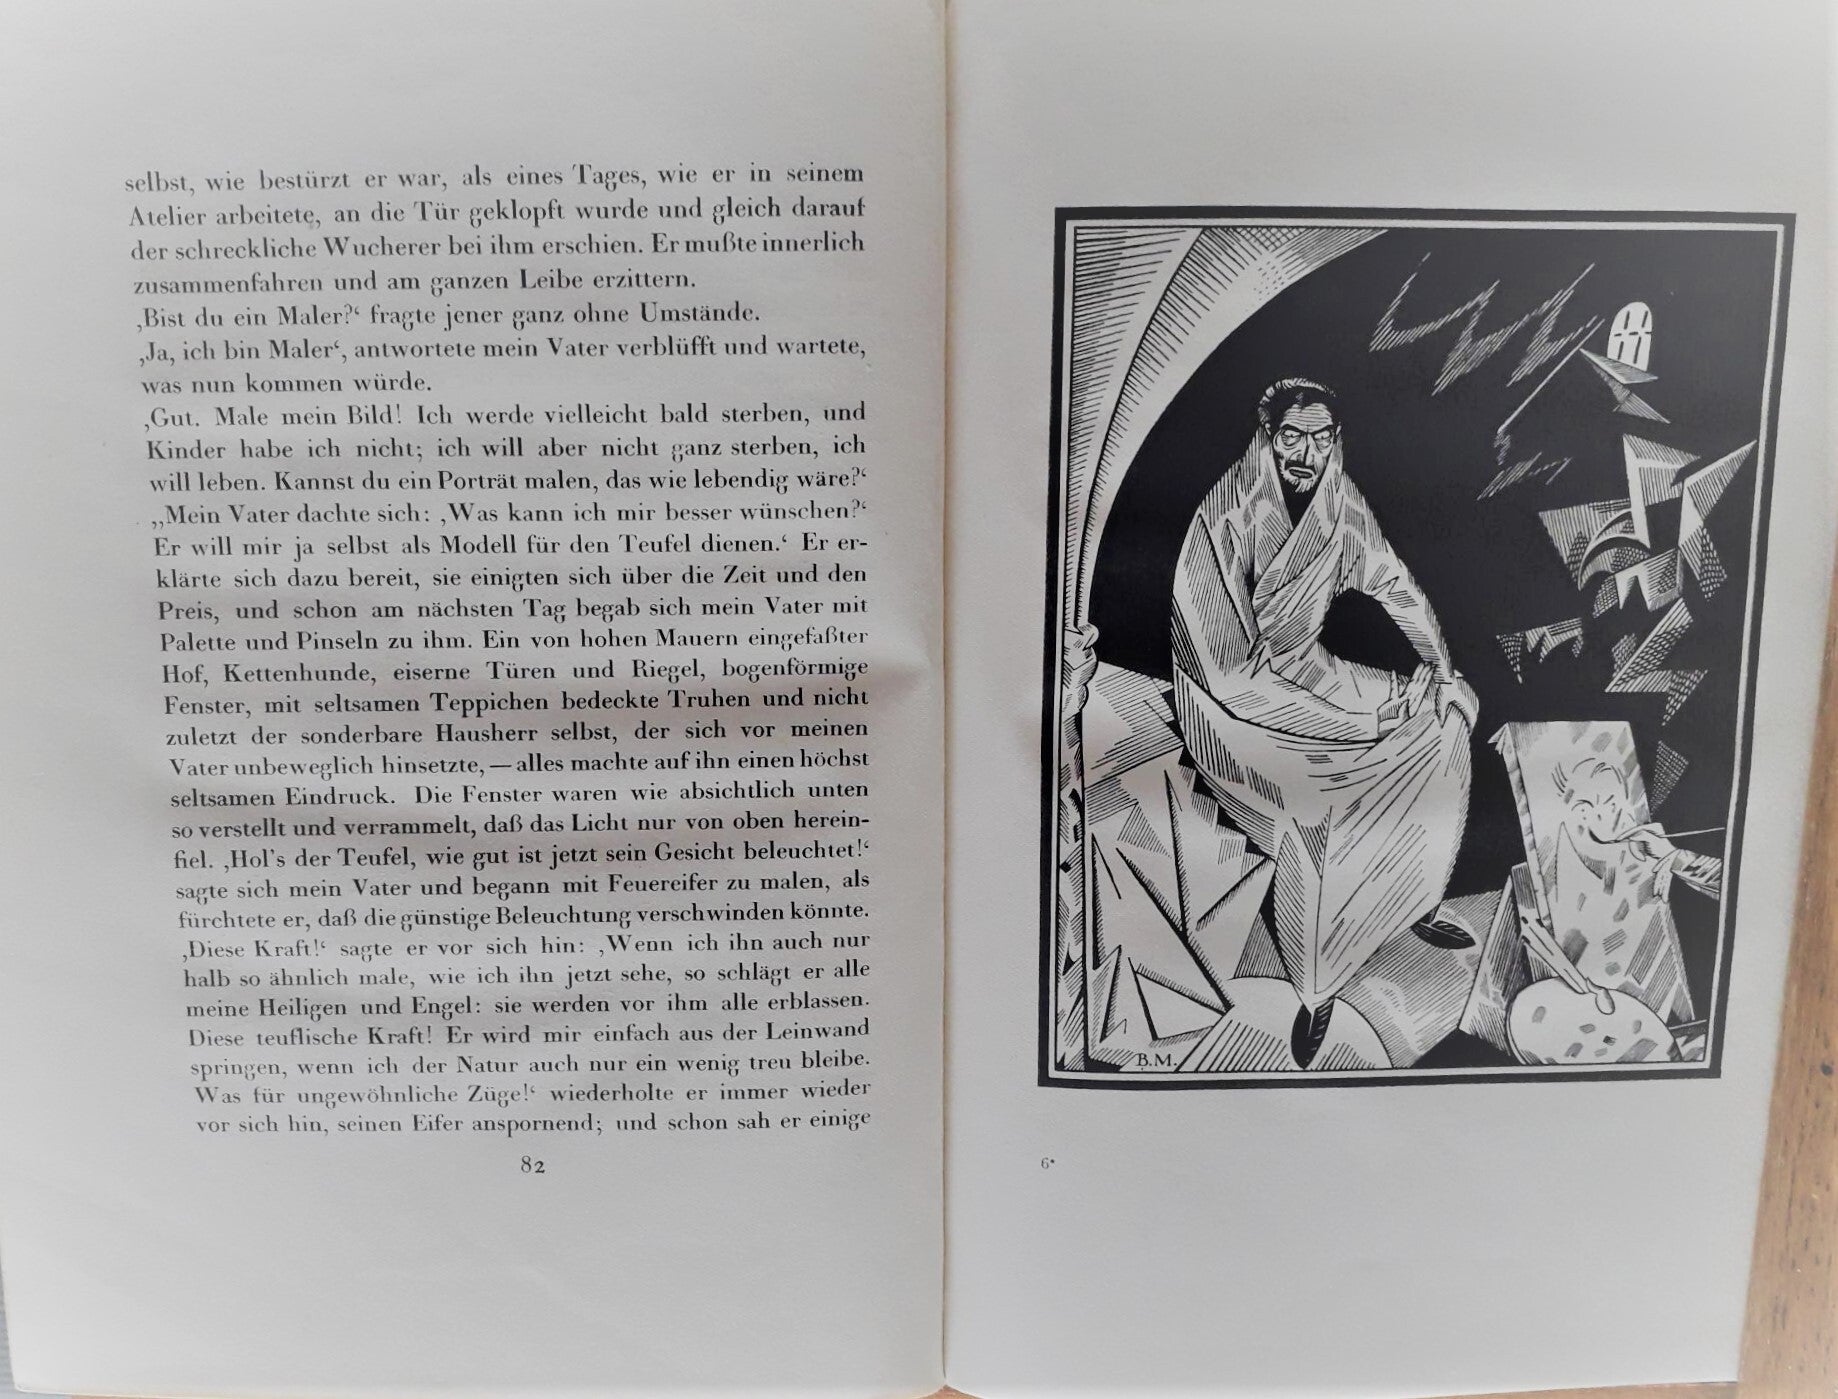 selbst, wie bestürzt er war, als eines Tages, wie er in seinem
Atelier arbeitete, an die Tür geklopft wurde und gleich darauf
der schreckliche Wucherer bei ihm erschien. Er mußte innerlich
zusammenfahren und am ganzen Leibe erzittern.
‚Bist du ein Maler?‘ fragte jener ganz ohne Umstände.
‚Ja, ich bin Maler‘, antwortete mein Vater verblüfft und wartete,
was nun kommen würde.
‚Gut. Male mein Bild! Ich werde vielleicht bald sterben, und
Kinder habe ich nicht; ich will aber nicht ganz sterben, ich
will leben. Kannst du ein Porträt malen, das wie lebendig wäre?‘
„Mein Vater dachte sich: ‚Was kann ich mir besser wünschen?‘
Er will mir ja selbst als Modell für den Teufel dienen.‘ Er er-
klärte sich dazu bereit, sie einigten sich über die Zeit und den
Preis, und schon am nächsten Tag begab sich mein Vater mit
Palette und Pinseln zu ihm. Ein von hohen Mauern eingefaßter
Hof, Kettenhunde, eiserne Türen und Riegel, bogenförmige
Fenster, mit seltsamen Teppichen bedeckte Truhen und nicht
zuletzt der sonderbare Hausherr selbst, der sich vor meinen
Vater unbeweglich hinsetzte, — alles machte auf ihn einen höchst
seltsamen Eindruck. Die Fenster waren wie absichtlich unten
so verstellt und verrammelt, daß das Licht nur von oben herein-
fiel. ‚Hol's der Teufel, wie gut ist jetzt sein Gesicht beleuchtet!‘
sagte sich mein Vater und begann mit Feuereifer zu malen, als
fürchtete er, daß die günstige Beleuchtung verschwinden könnte.
‚Diese Kraft!‘ sagte er vor sich hin: ‚Wenn ich ihn auch nur
halb so ähnlich male, wie ich ihn jetzt sehe, so schlägt er alle
meine Heiligen und Engel: sie werden vor ihm alle erblassen.
Diese teuflische Kraft! Er wird mir einfach aus der Leinwand
springen, wenn ich der Natur auch nur ein wenig treu bleibe.
Was für ungewöhnliche Züge!‘ wiederholte er immer wieder
vor sich hin, seinen Eifer anspornend; und schon sah er einige
82
B.M.
6*